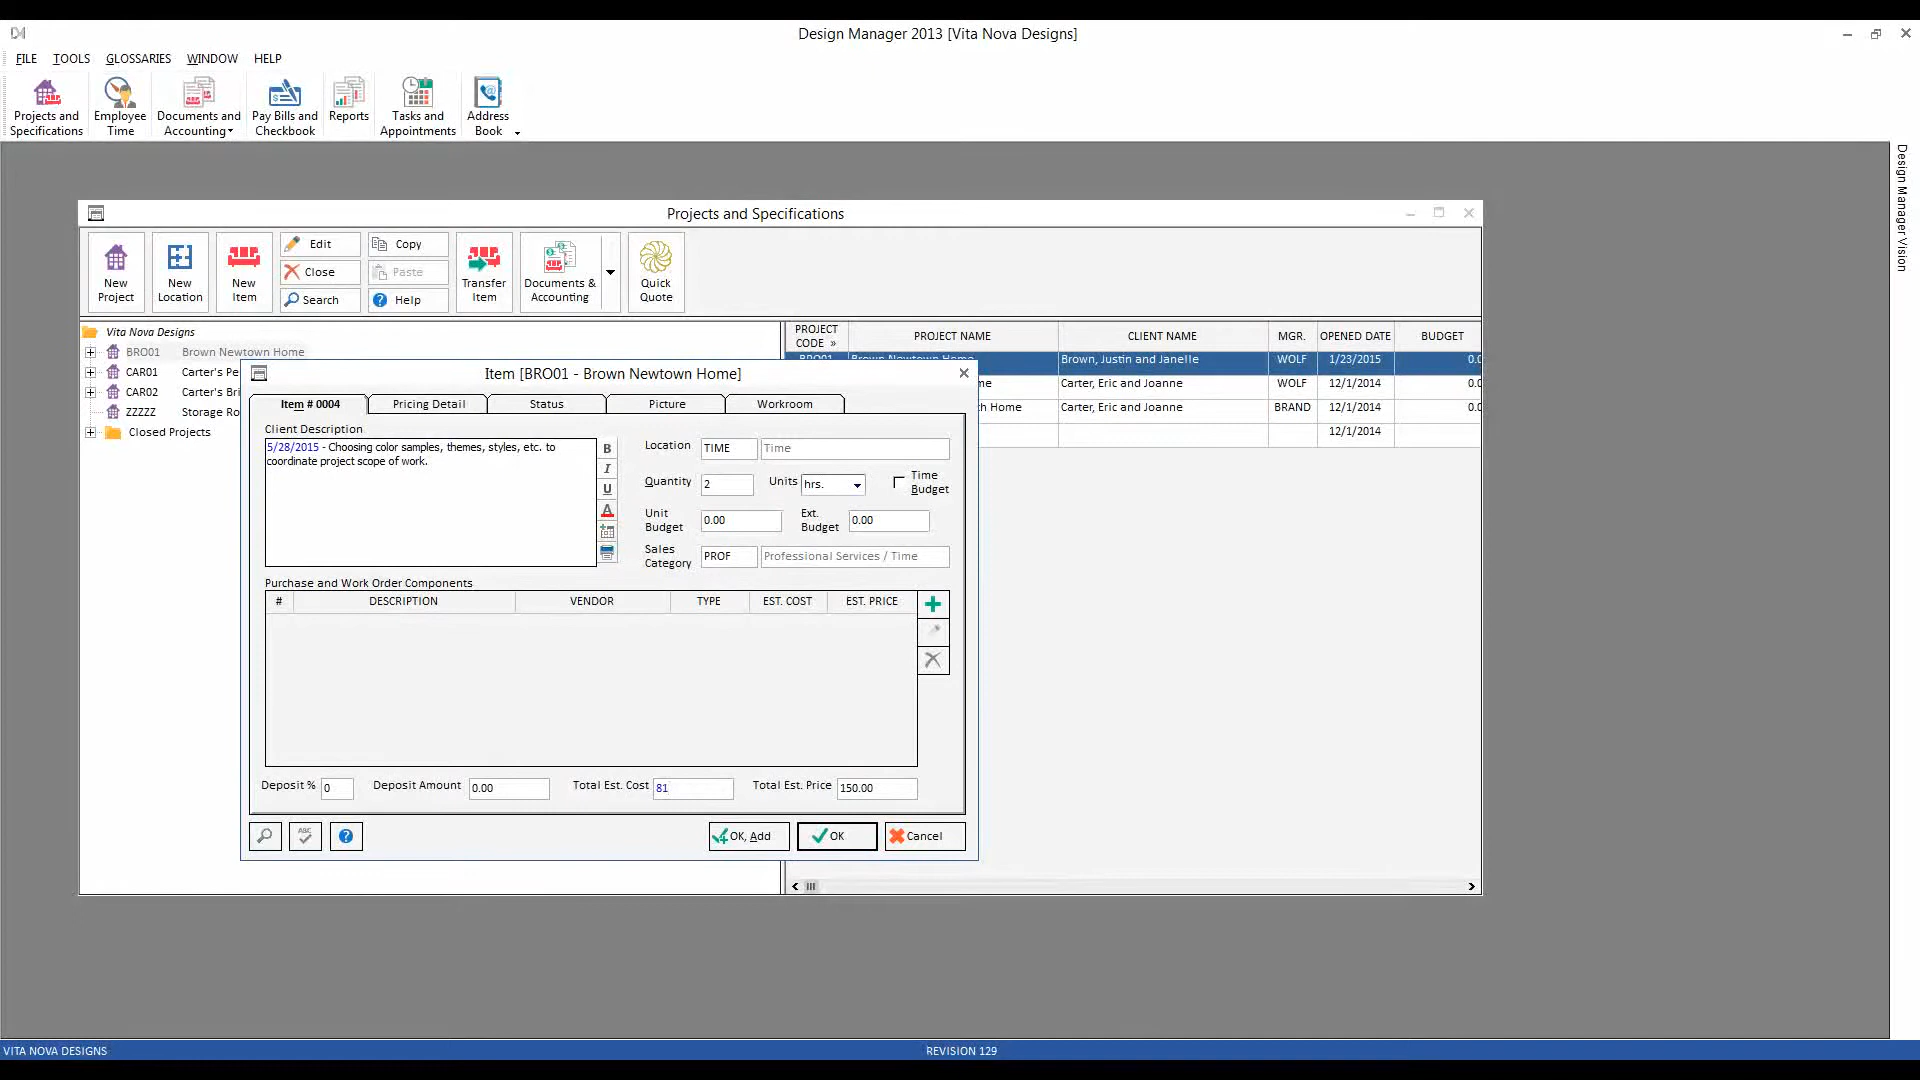 Design Manager 2013 [Vita Nova Designs]
FILE TOOLS GLOSSARIES WINDOW HELP
Projects and Specifications
Employee Time
Documents and Accounting
Pay Bills and Checkbook
Reports
Tasks and Appointments
Address Book
Design Manager Vision
Projects and Specifications
New Project
New Location
New Item
Edit
Close
Search
Copy
Paste
Help
Transfer Item
Documents & Accounting
Quick Quote
Vita Nova Designs
BRO01 Brown Newtown Home
CAR01 Carter's Pe
CAR02 Carter's Bri
ZZZZZ Storage Ro
Closed Projects
PROJECT CODE » PROJECT NAME CLIENT NAME MGR. OPENED DATE BUDGET
BRO01 Brown Newtown Home Brown, Justin and Janelle WOLF 1/23/2015 0.0
me Carter, Eric and Joanne WOLF 12/1/2014 0.0
h Home Carter, Eric and Joanne BRAND 12/1/2014 0.0
12/1/2014
Item [BRO01 - Brown Newtown Home]
Item # 0004 Pricing Detail Status Picture Workroom
Client Description
5/28/2015 - Choosing color samples, themes, styles, etc. to
coordinate project scope of work.
B
I
U
A
Location TIME Time
Quantity 2 Units hrs. Time Budget
Unit Budget 0.00 Ext. Budget 0.00
Sales Category PROF Professional Services / Time
Purchase and Work Order Components
# DESCRIPTION VENDOR TYPE EST. COST EST. PRICE
Deposit % 0 Deposit Amount 0.00 Total Est. Cost 81 Total Est. Price 150.00
ABC
OK, Add OK Cancel
VITA NOVA DESIGNS REVISION 129